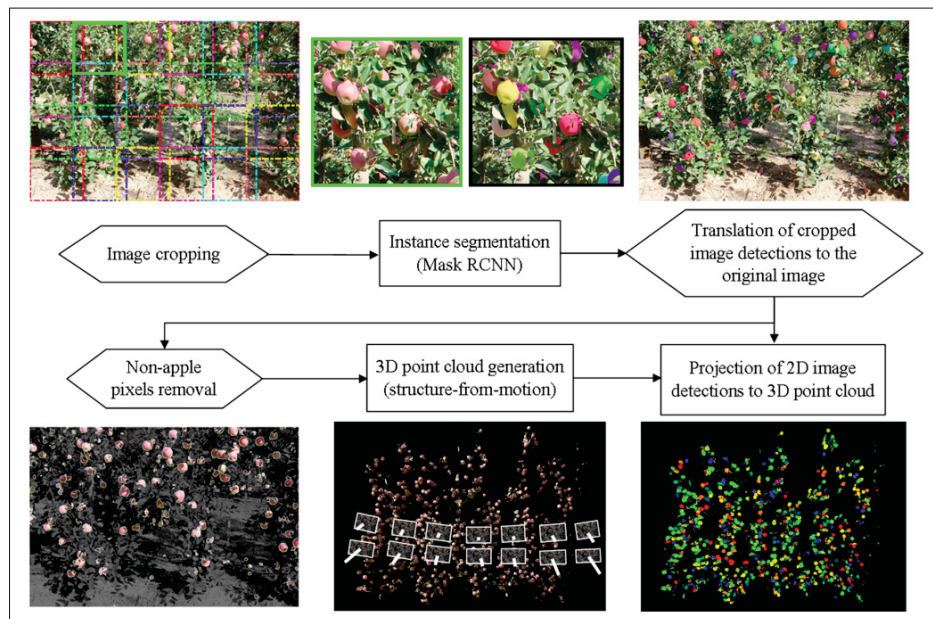 Image cropping
Instance segmentation
(Mask RCNN)
Translation of cropped
image detections to the
original image
Non-apple
pixels removal
3D point cloud generation
(structure-from-motion)
Projection of 2D image
detections to 3D point cloud